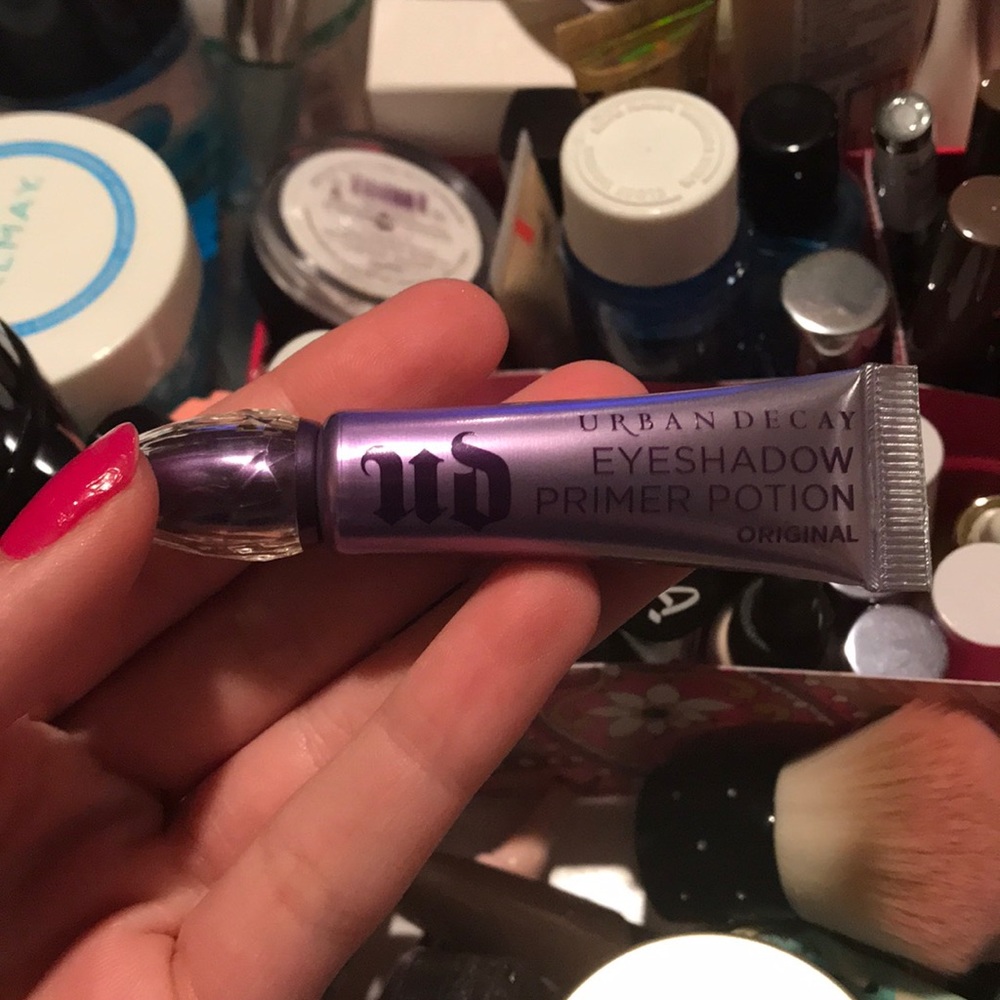 ud
URBAN DECAY
EYESHADOW
PRIMER POTION
ORIGINAL